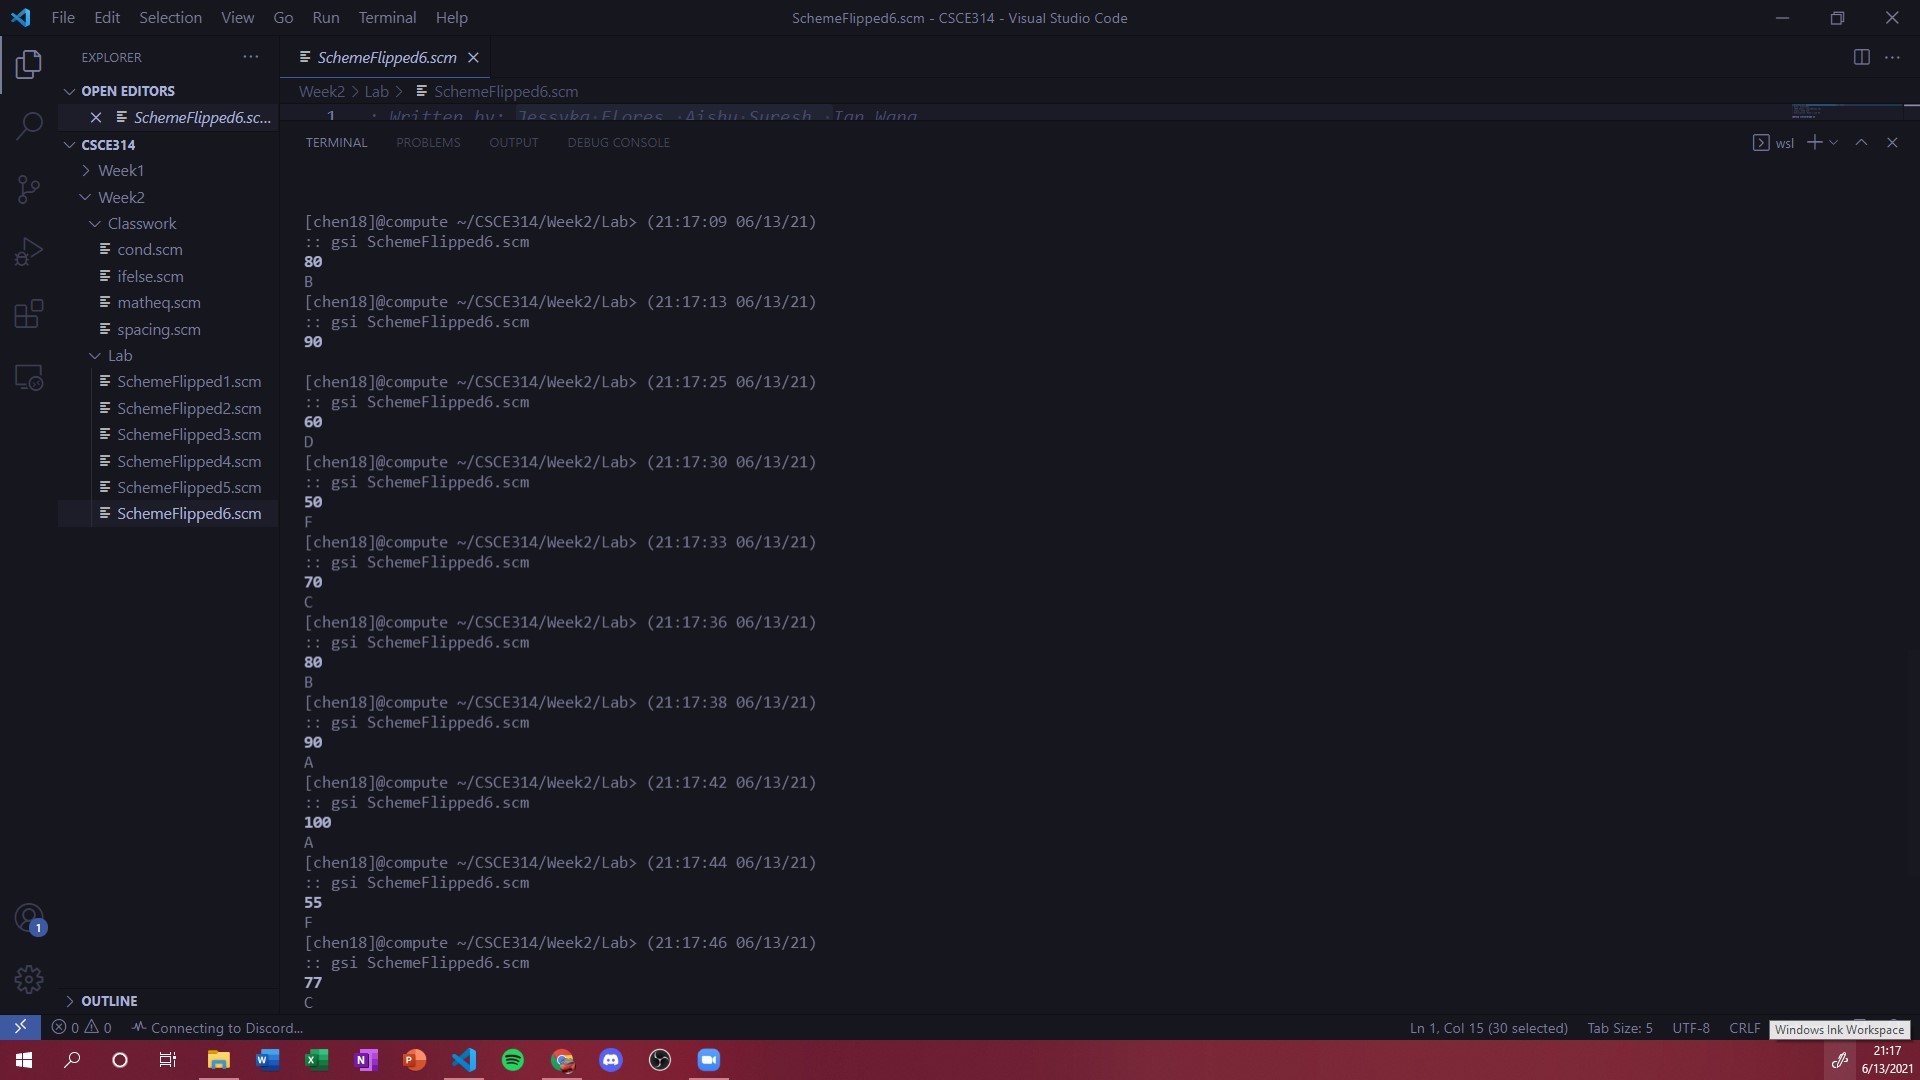 File Edit Selection View Go Run Terminal Help
SchemeFlipped6.scm - CSCE314 - Visual Studio Code
EXPLORER
OPEN EDITORS
SchemeFlipped6.sc...
CSCE314
Week1
Week2
Classwork
cond.scm
ifelse.scm
matheq.scm
spacing.scm
Lab
SchemeFlipped1.scm
SchemeFlipped2.scm
SchemeFlipped3.scm
SchemeFlipped4.scm
SchemeFlipped5.scm
SchemeFlipped6.scm
OUTLINE
SchemeFlipped6.scm
Week2 > Lab > SchemeFlipped6.scm
1 ; Written by: Jessyka Flores, Aishu Suresh, Ian Wang
TERMINAL PROBLEMS OUTPUT DEBUG CONSOLE
wsl
[chen18]@compute ~/CSCE314/Week2/Lab> (21:17:09 06/13/21)
:: gsi SchemeFlipped6.scm
80
B
[chen18]@compute ~/CSCE314/Week2/Lab> (21:17:13 06/13/21)
:: gsi SchemeFlipped6.scm
90
[chen18]@compute ~/CSCE314/Week2/Lab> (21:17:25 06/13/21)
:: gsi SchemeFlipped6.scm
60
D
[chen18]@compute ~/CSCE314/Week2/Lab> (21:17:30 06/13/21)
:: gsi SchemeFlipped6.scm
50
F
[chen18]@compute ~/CSCE314/Week2/Lab> (21:17:33 06/13/21)
:: gsi SchemeFlipped6.scm
70
C
[chen18]@compute ~/CSCE314/Week2/Lab> (21:17:36 06/13/21)
:: gsi SchemeFlipped6.scm
80
B
[chen18]@compute ~/CSCE314/Week2/Lab> (21:17:38 06/13/21)
:: gsi SchemeFlipped6.scm
90
A
[chen18]@compute ~/CSCE314/Week2/Lab> (21:17:42 06/13/21)
:: gsi SchemeFlipped6.scm
100
A
[chen18]@compute ~/CSCE314/Week2/Lab> (21:17:44 06/13/21)
:: gsi SchemeFlipped6.scm
55
F
[chen18]@compute ~/CSCE314/Week2/Lab> (21:17:46 06/13/21)
:: gsi SchemeFlipped6.scm
77
C
1
0 0 Connecting to Discord...
Ln 1, Col 15 (30 selected) Tab Size: 5 UTF-8 CRLF
Windows Ink Workspace
21:17
6/13/2021